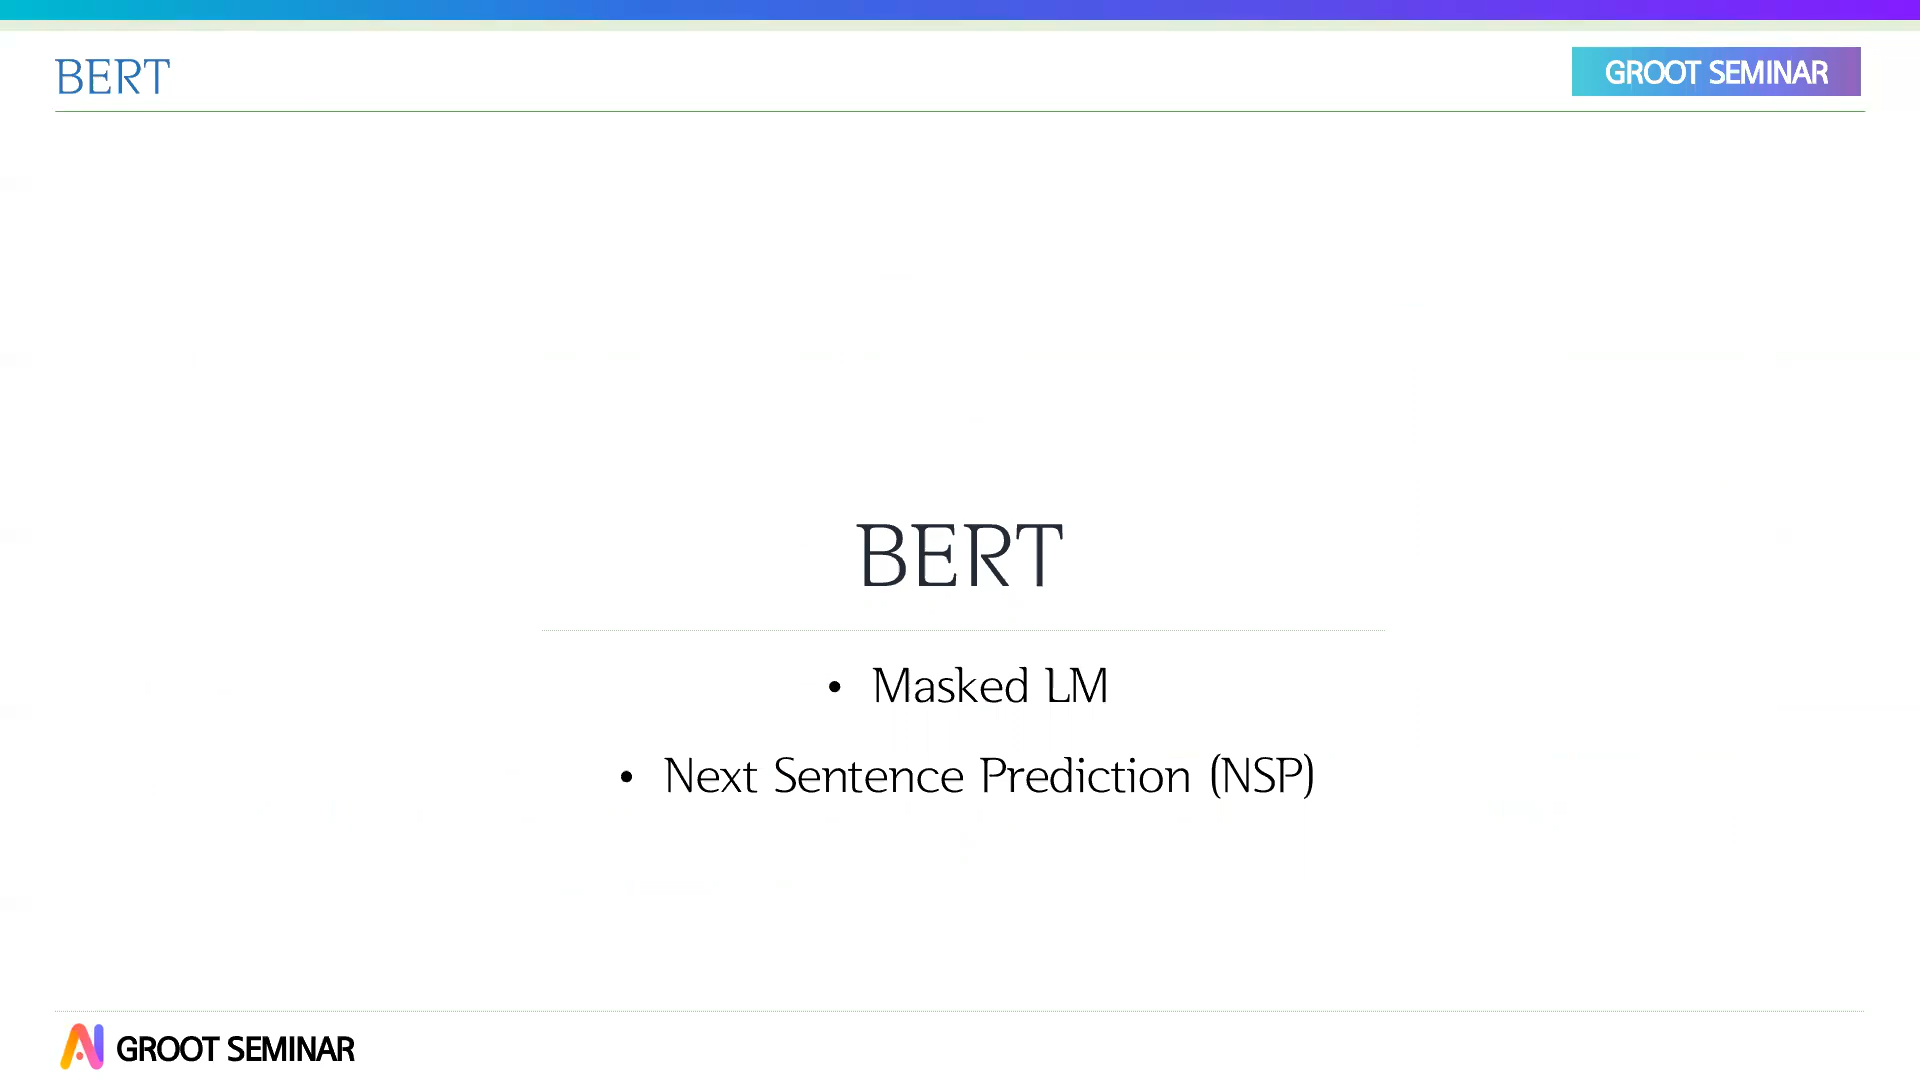 BERT
GROOT SEMINAR
BERT
• Masked LM
• Next Sentence Prediction (NSP)
GROOT SEMINAR